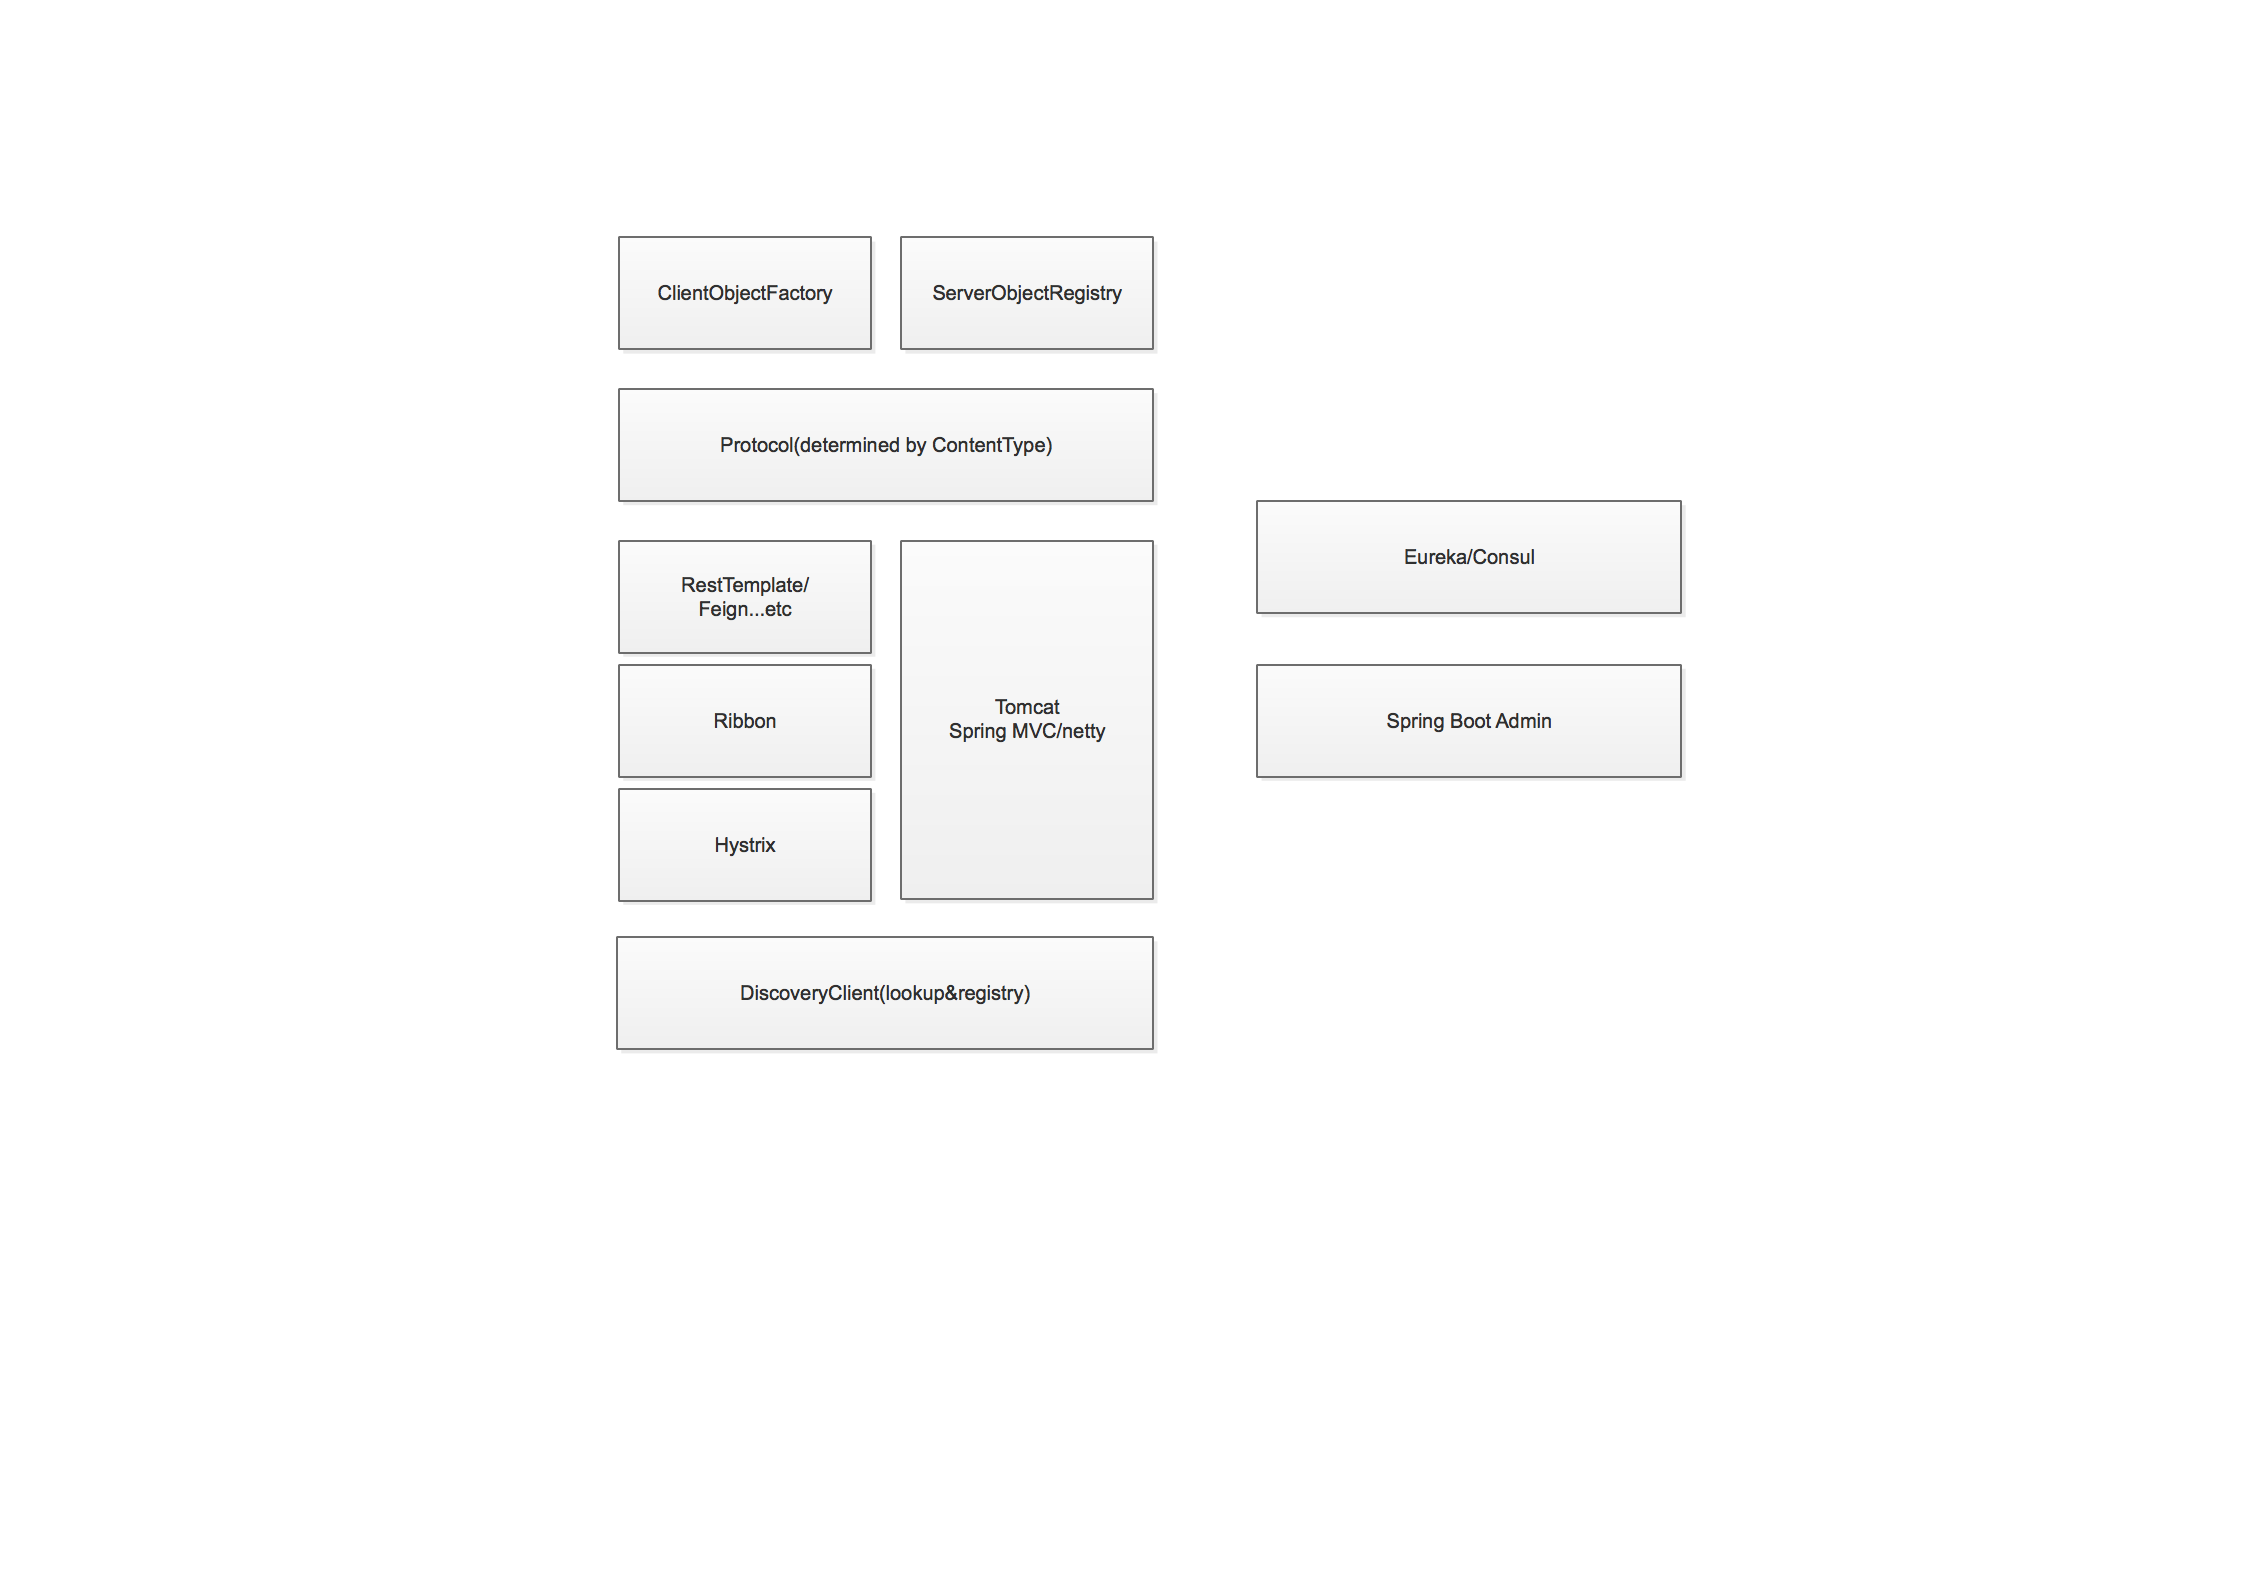 ClientObjectFactory
ServerObjectRegistry
Protocol(determined by ContentType)
RestTemplate/
Feign...etc
Ribbon
Hystrix
Tomcat
Spring MVC/netty
DiscoveryClient(lookup&registry)
Eureka/Consul
Spring Boot Admin